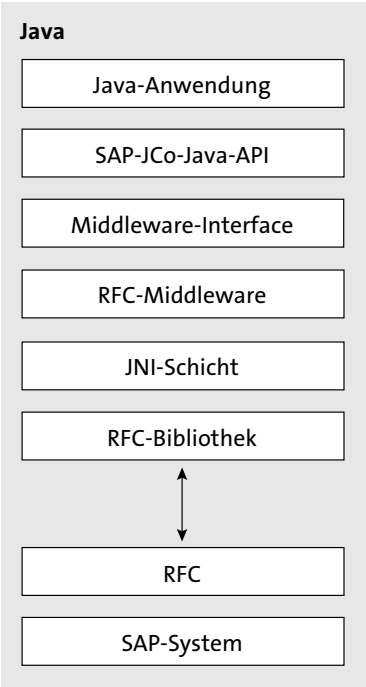 Java
Java-Anwendung
SAP-JCo-Java-API
Middleware-Interface
RFC-Middleware
JNI-Schicht
RFC-Bibliothek
RFC
SAP-System